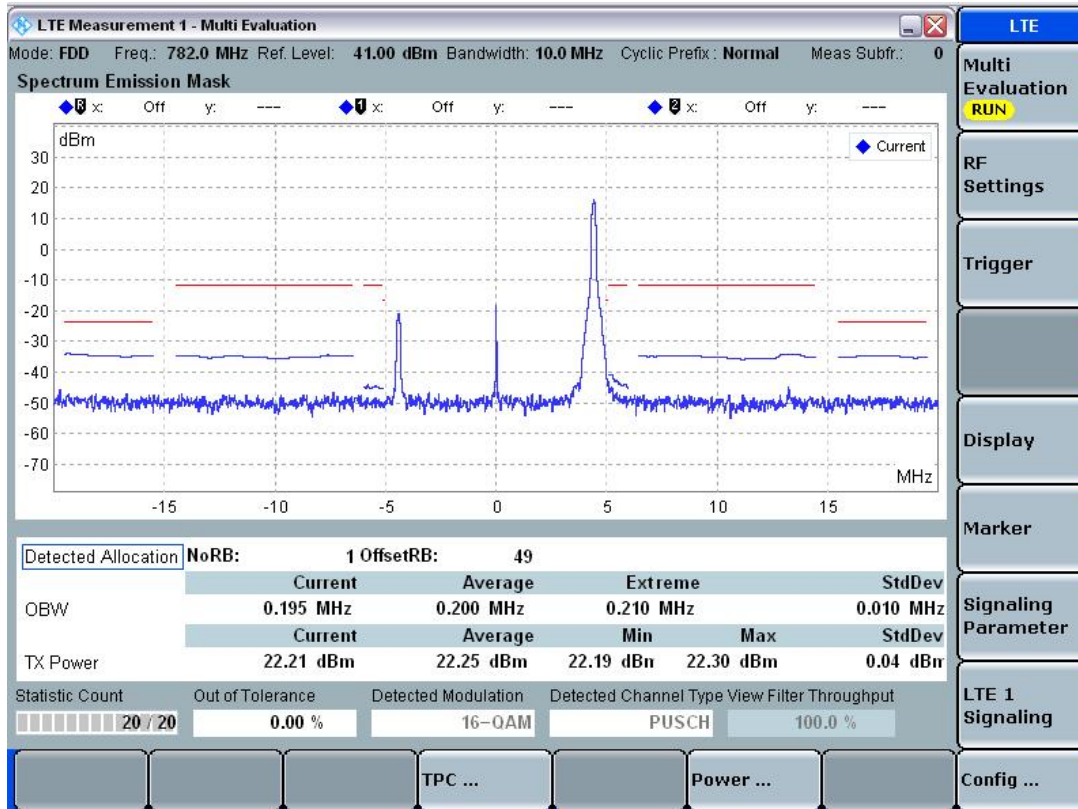 LTE Measurement 1 - Multi Evaluation
LTE
Mode: FDD Freq.: 782.0 MHz Ref. Level: 41.00 dBm Bandwidth: 10.0 MHz Cyclic Prefix: Normal Meas Subfr.: 0
Spectrum Emission Mask
R x: Off y: --- 1 x: Off y: --- 2 x: Off y: ---
dBm
Current
30
20
10
0
-10
-20
-30
-40
-50
-60
-70
MHz
-15 -10 -5 0 5 10 15
Detected Allocation NoRB: 1 OffsetRB: 49
Current Average Extreme StdDev
OBW 0.195 MHz 0.200 MHz 0.210 MHz 0.010 MHz
Current Average Min Max StdDev
TX Power 22.21 dBm 22.25 dBm 22.19 dBm 22.30 dBm 0.04 dBm
Statistic Count Out of Tolerance Detected Modulation Detected Channel Type View Filter Throughput
20 / 20 0.00 % 16-QAM PUSCH 100.0 %
Multi
Evaluation
RUN
RF
Settings
Trigger
Display
Marker
Signaling
Parameter
LTE 1
Signaling
TPC ... Power ... Config ...